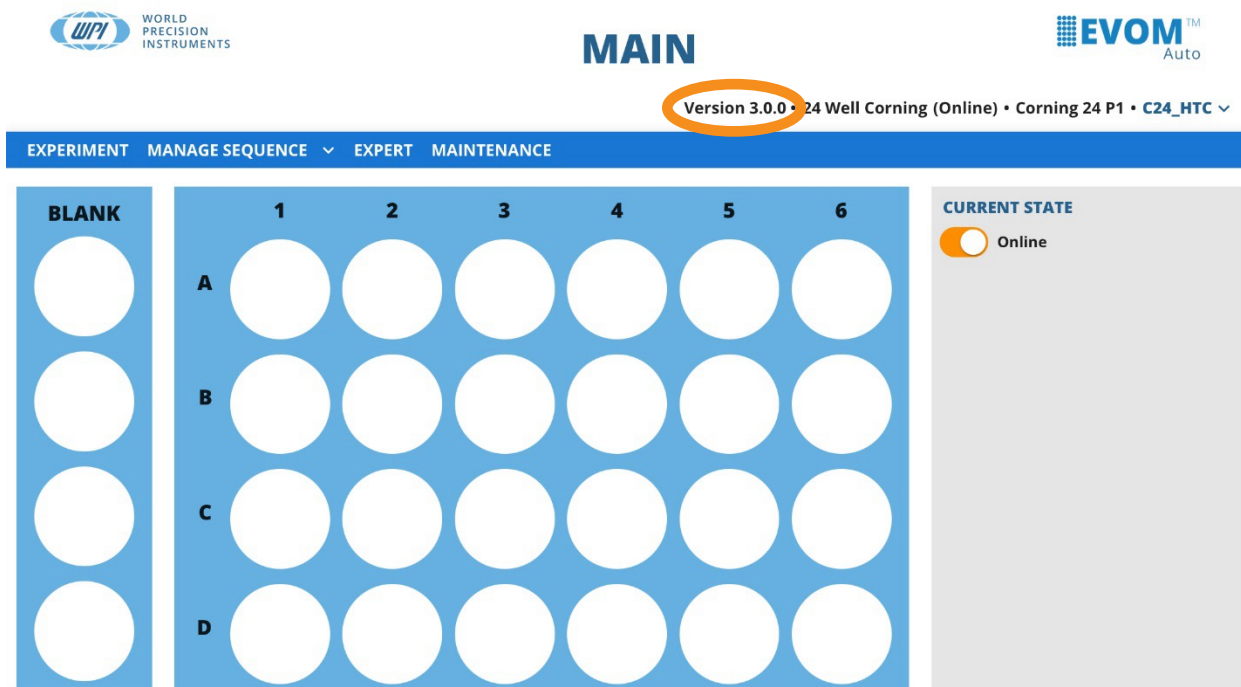 WPI
WORLD
PRECISION
INSTRUMENTS
MAIN
EVOM™
Auto
Version 3.0.0 • 24 Well Corning (Online) • Corning 24 P1 • C24_HTC
EXPERIMENT MANAGE SEQUENCE EXPERT MAINTENANCE
BLANK 1 2 3 4 5 6 CURRENT STATE
Online
A
B
C
D